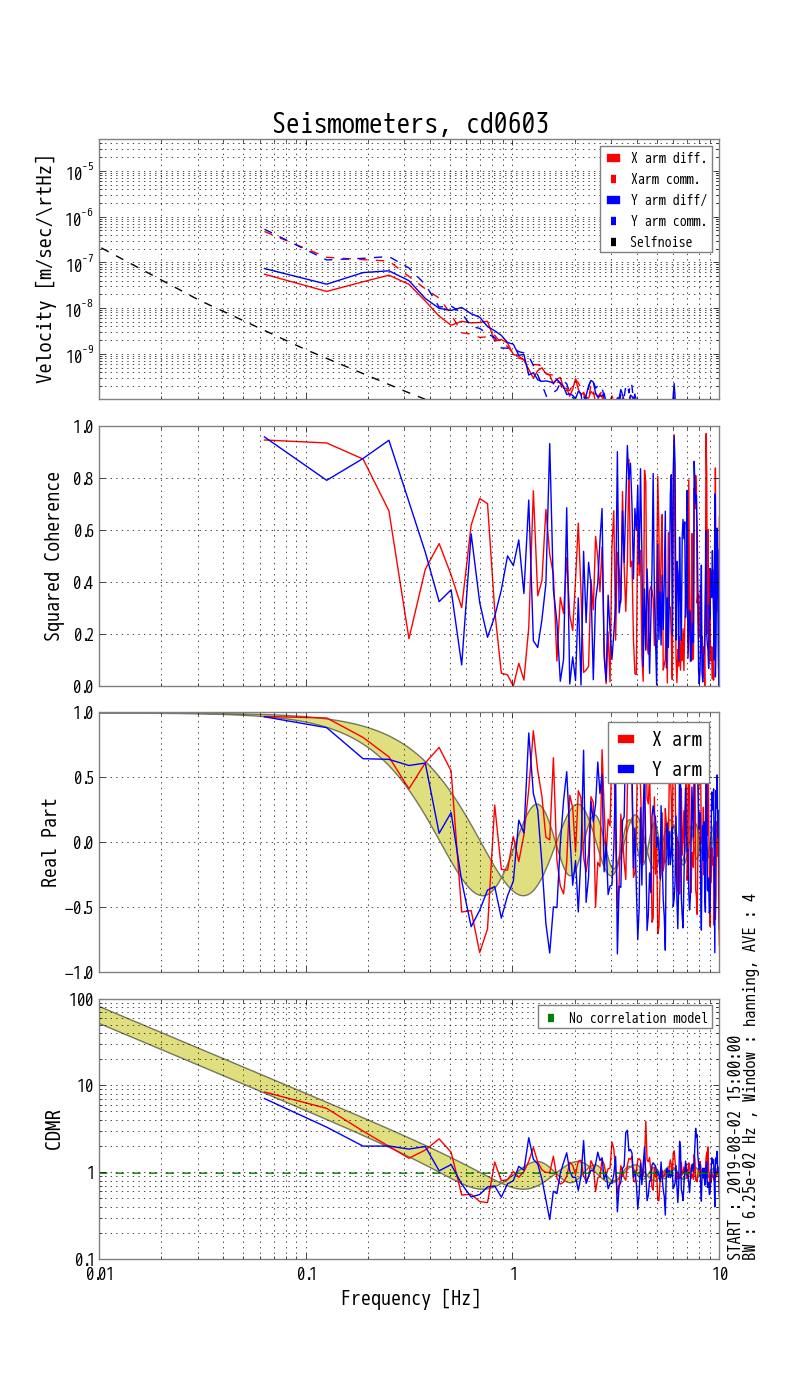 Seismometers, cd0603
Velocity [m/sec/\rtHz]
10^-5
10^-6
10^-7
10^-8
10^-9
X arm diff.
Xarm comm.
Y arm diff/
Y arm comm.
Selfnoise
Squared Coherence
1.0
0.8
0.6
0.4
0.2
0.0
Real Part
1.0
0.5
0.0
−0.5
−1.0
X arm
Y arm
CDMR
100
10
1
0.1
No correlation model
0.01
0.1
1
10
Frequency [Hz]
START : 2019-08-02 15:00:00
BW : 6.25e-02 Hz , Window : hanning, AVE : 4